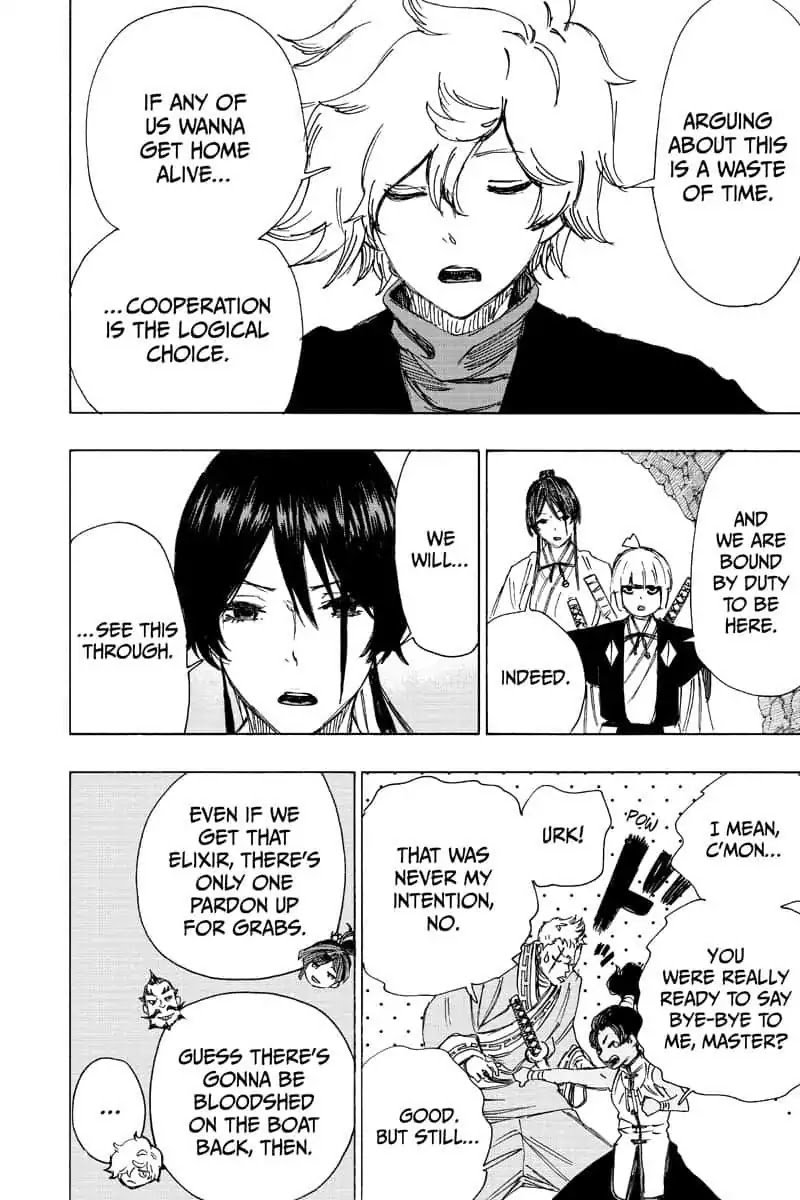 ARGUING
ABOUT THIS
IS A WASTE
OF TIME.
IF ANY OF
US WANNA
GET HOME
ALIVE...
...COOPERATION
IS THE LOGICAL
CHOICE.
AND
WE ARE
BOUND
BY DUTY
TO BE
HERE.
INDEED.
WE
WILL...
...SEE THIS
THROUGH.
I MEAN,
C'MON...
YOU
WERE REALLY
READY TO SAY
BYE-BYE TO
ME, MASTER?
POW
ドッ
URK!
THAT WAS
NEVER MY
INTENTION,
NO.
GOOD.
BUT STILL...
EVEN IF WE
GET THAT
ELIXIR, THERE'S
ONLY ONE
PARDON UP
FOR GRABS.
GUESS THERE'S
GONNA BE
BLOODSHED
ON THE BOAT
BACK, THEN.
...